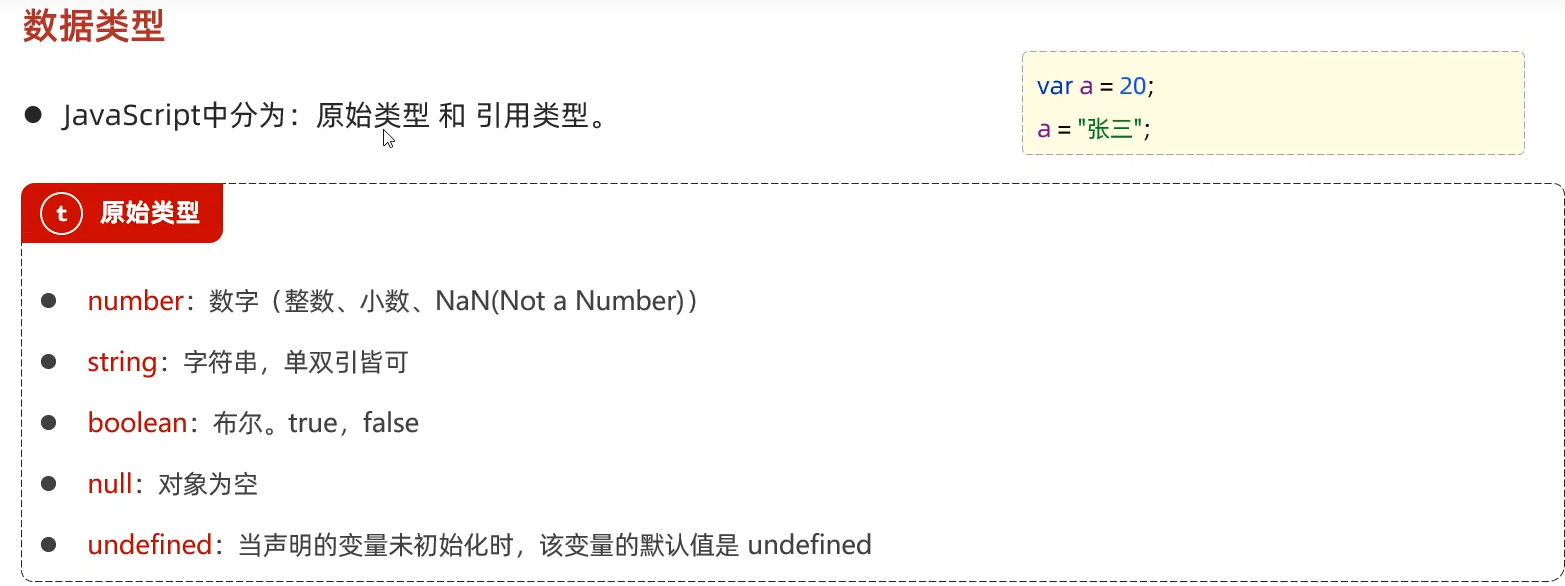 数据类型
JavaScript中分为：原始类型 和 引用类型。
var a = 20;
a = "张三";
t 原始类型
number：数字（整数、小数、NaN(Not a Number)）
string：字符串，单双引皆可
boolean：布尔。true，false
null：对象为空
undefined：当声明的变量未初始化时，该变量的默认值是 undefined